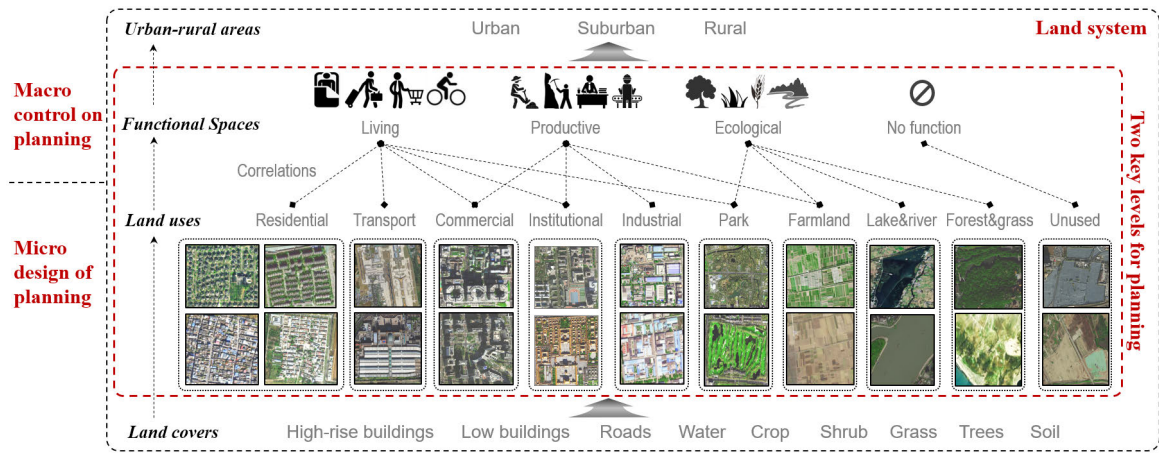 Urban-rural areas
Urban Suburban Rural
Land system
Macro
control on
planning
Functional Spaces
Living Productive Ecological No function
Correlations
Two key levels for planning
Land uses
Residential Transport Commercial Institutional Industrial Park Farmland Lake&river Forest&grass Unused
Micro
design of
planning
Land covers
High-rise buildings Low buildings Roads Water Crop Shrub Grass Trees Soil